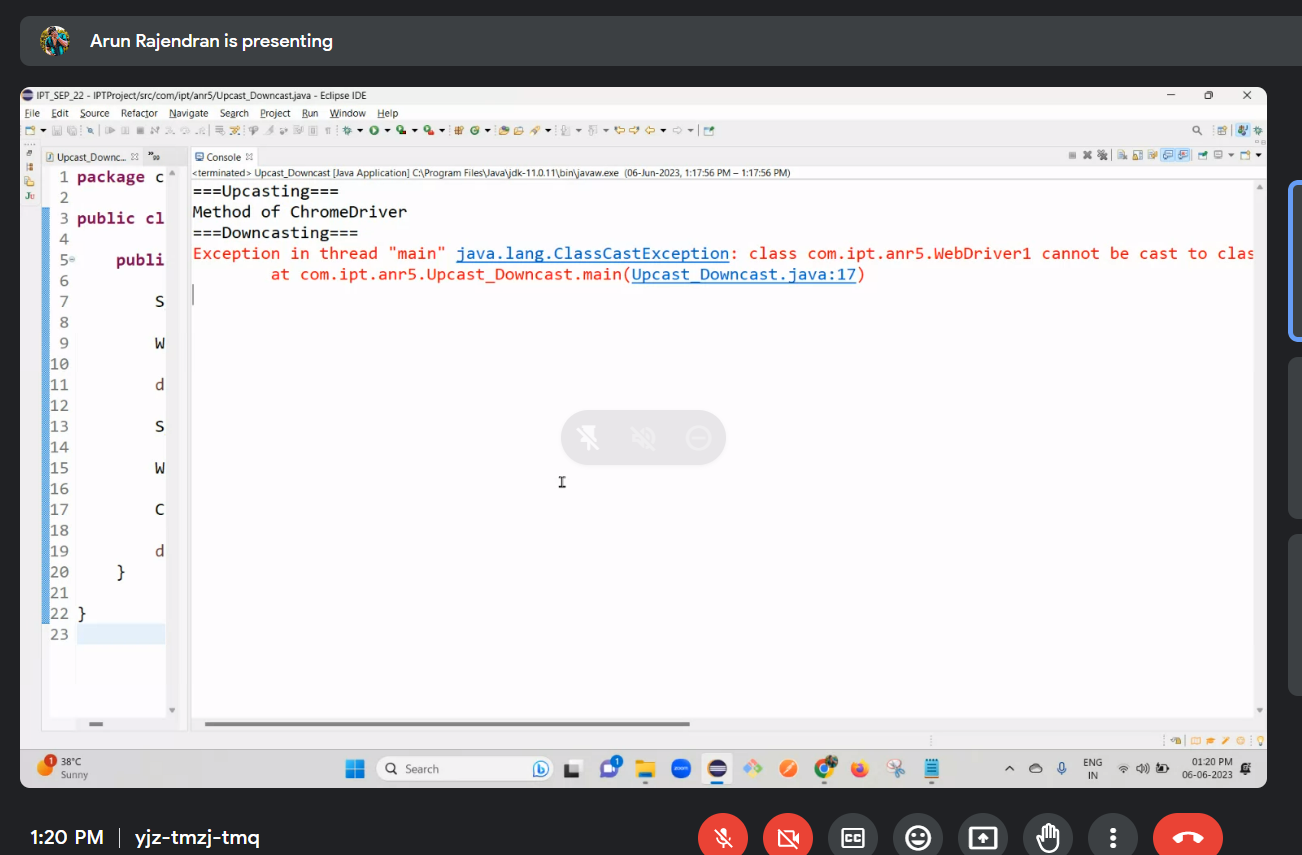 Arun Rajendran is presenting
IPT_SEP_22 - IPTProject/src/com/ipt/anr5/Upcast_Downcast.java - Eclipse IDE
File Edit Source Refactor Navigate Search Project Run Window Help
Upcast_Downc...
Console
<terminated> Upcast_Downcast [Java Application] C:\Program Files\Java\jdk-11.0.11\bin\javaw.exe (06-Jun-2023, 1:17:56 PM – 1:17:56 PM)
1 package c
2
3 public cl
4
5 publi
6
7 S
8
9 W
10
11 d
12
13 S
14
15 W
16
17 C
18
19 d
20 }
21
22 }
23
===Upcasting===
Method of ChromeDriver
===Downcasting===
Exception in thread "main" java.lang.ClassCastException: class com.ipt.anr5.WebDriver1 cannot be cast to clas
at com.ipt.anr5.Upcast_Downcast.main(Upcast_Downcast.java:17)
1
38°C
Sunny
Search
1
zoom
ENG
IN
01:20 PM
06-06-2023
1:20 PM | yjz-tmzj-tmq
CC